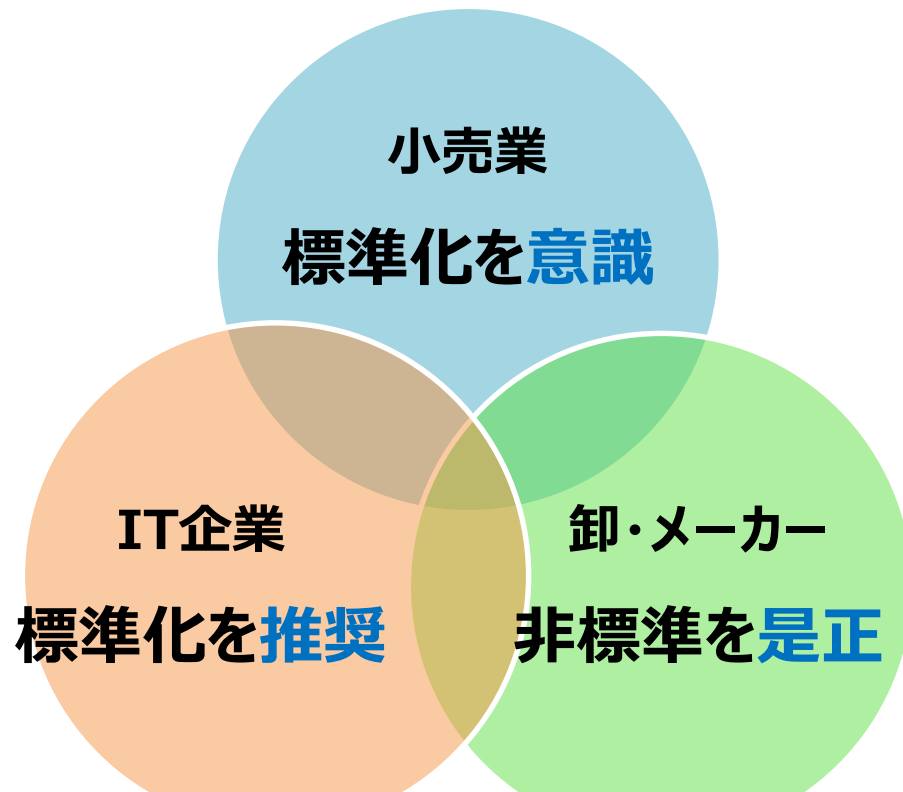 小売業
標準化を意識
IT企業
標準化を推奨
卸・メーカー
非標準を是正